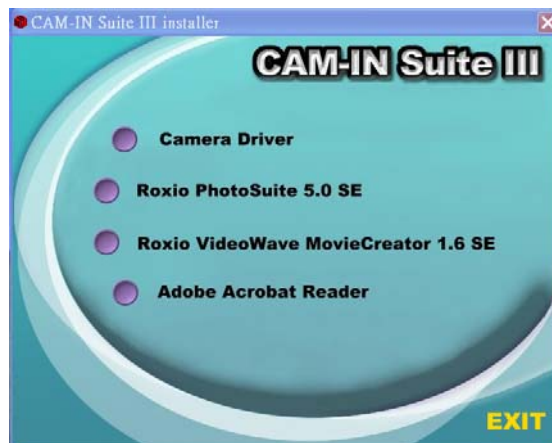 CAM-IN Suite III installer
CAM-IN Suite III
Camera Driver
Roxio PhotoSuite 5.0 SE
Roxio VideoWave MovieCreator 1.6 SE
Adobe Acrobat Reader
EXIT